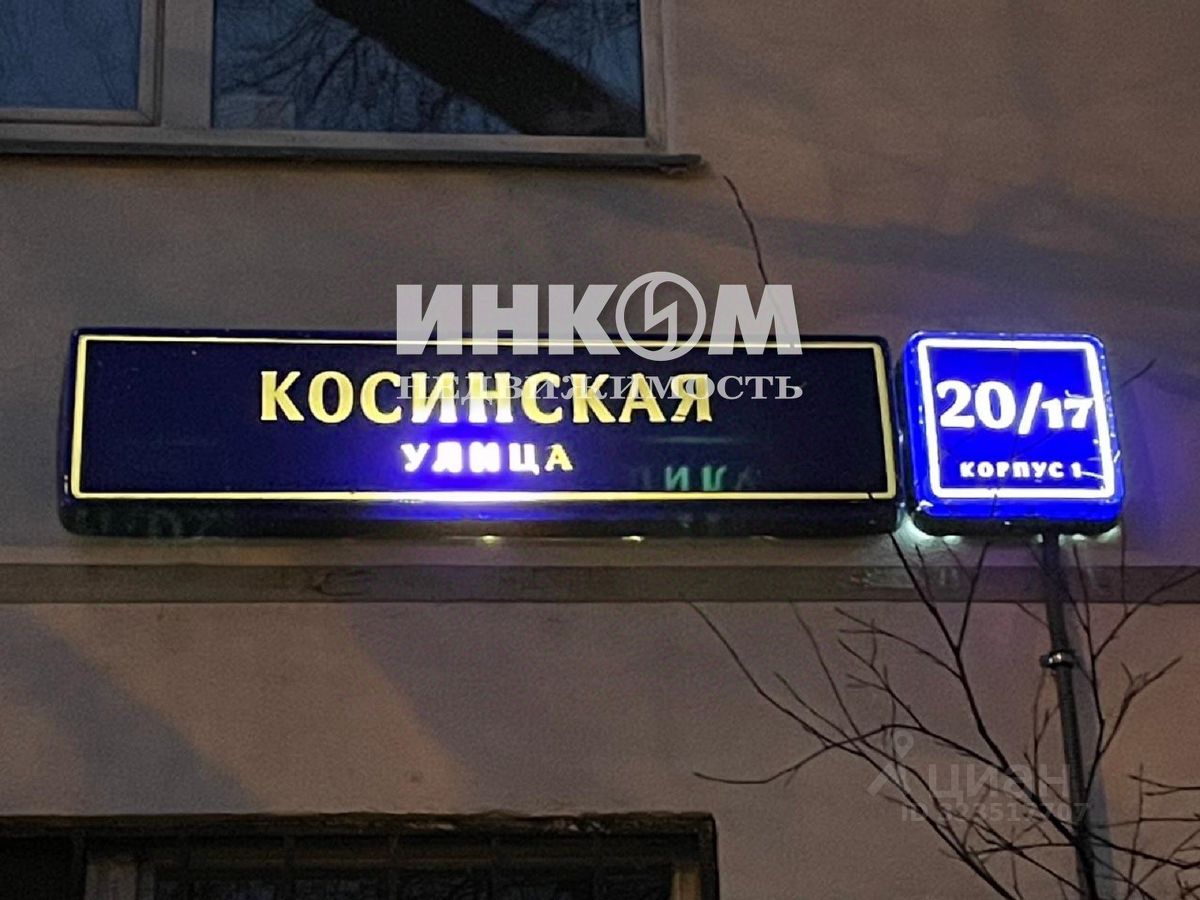 ИНКОМ
НЕДВИЖИМОСТЬ
КОСИНСКАЯ
УЛИЦА
20/17
КОРПУС 1
циан